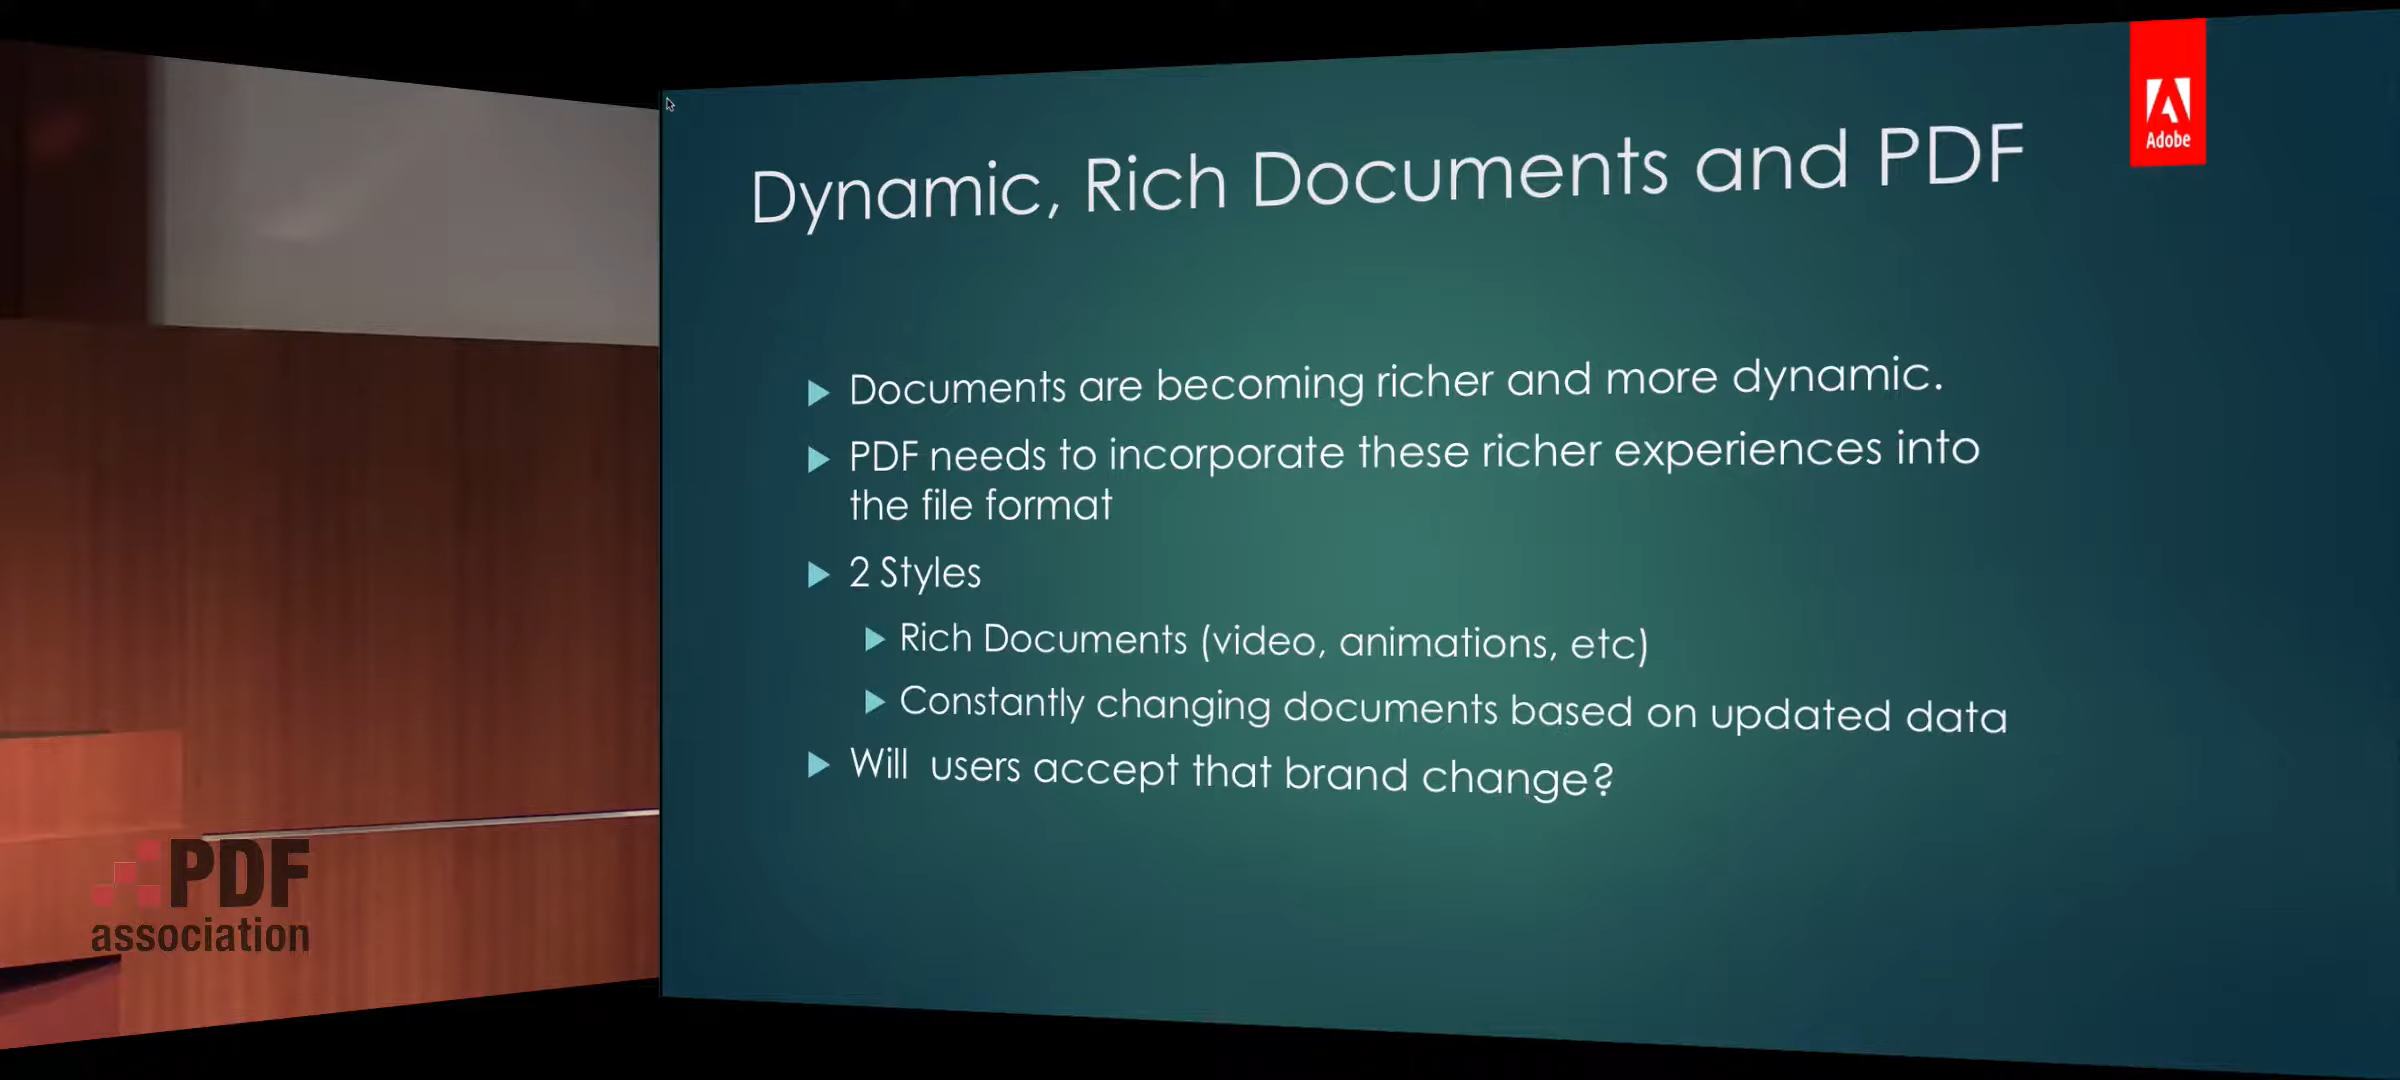 Adobe
Dynamic, Rich Documents and PDF
Documents are becoming richer and more dynamic.
PDF needs to incorporate these richer experiences into
the file format
2 Styles
Rich Documents (video, animations, etc)
Constantly changing documents based on updated data
Will users accept that brand change?
PDF
association